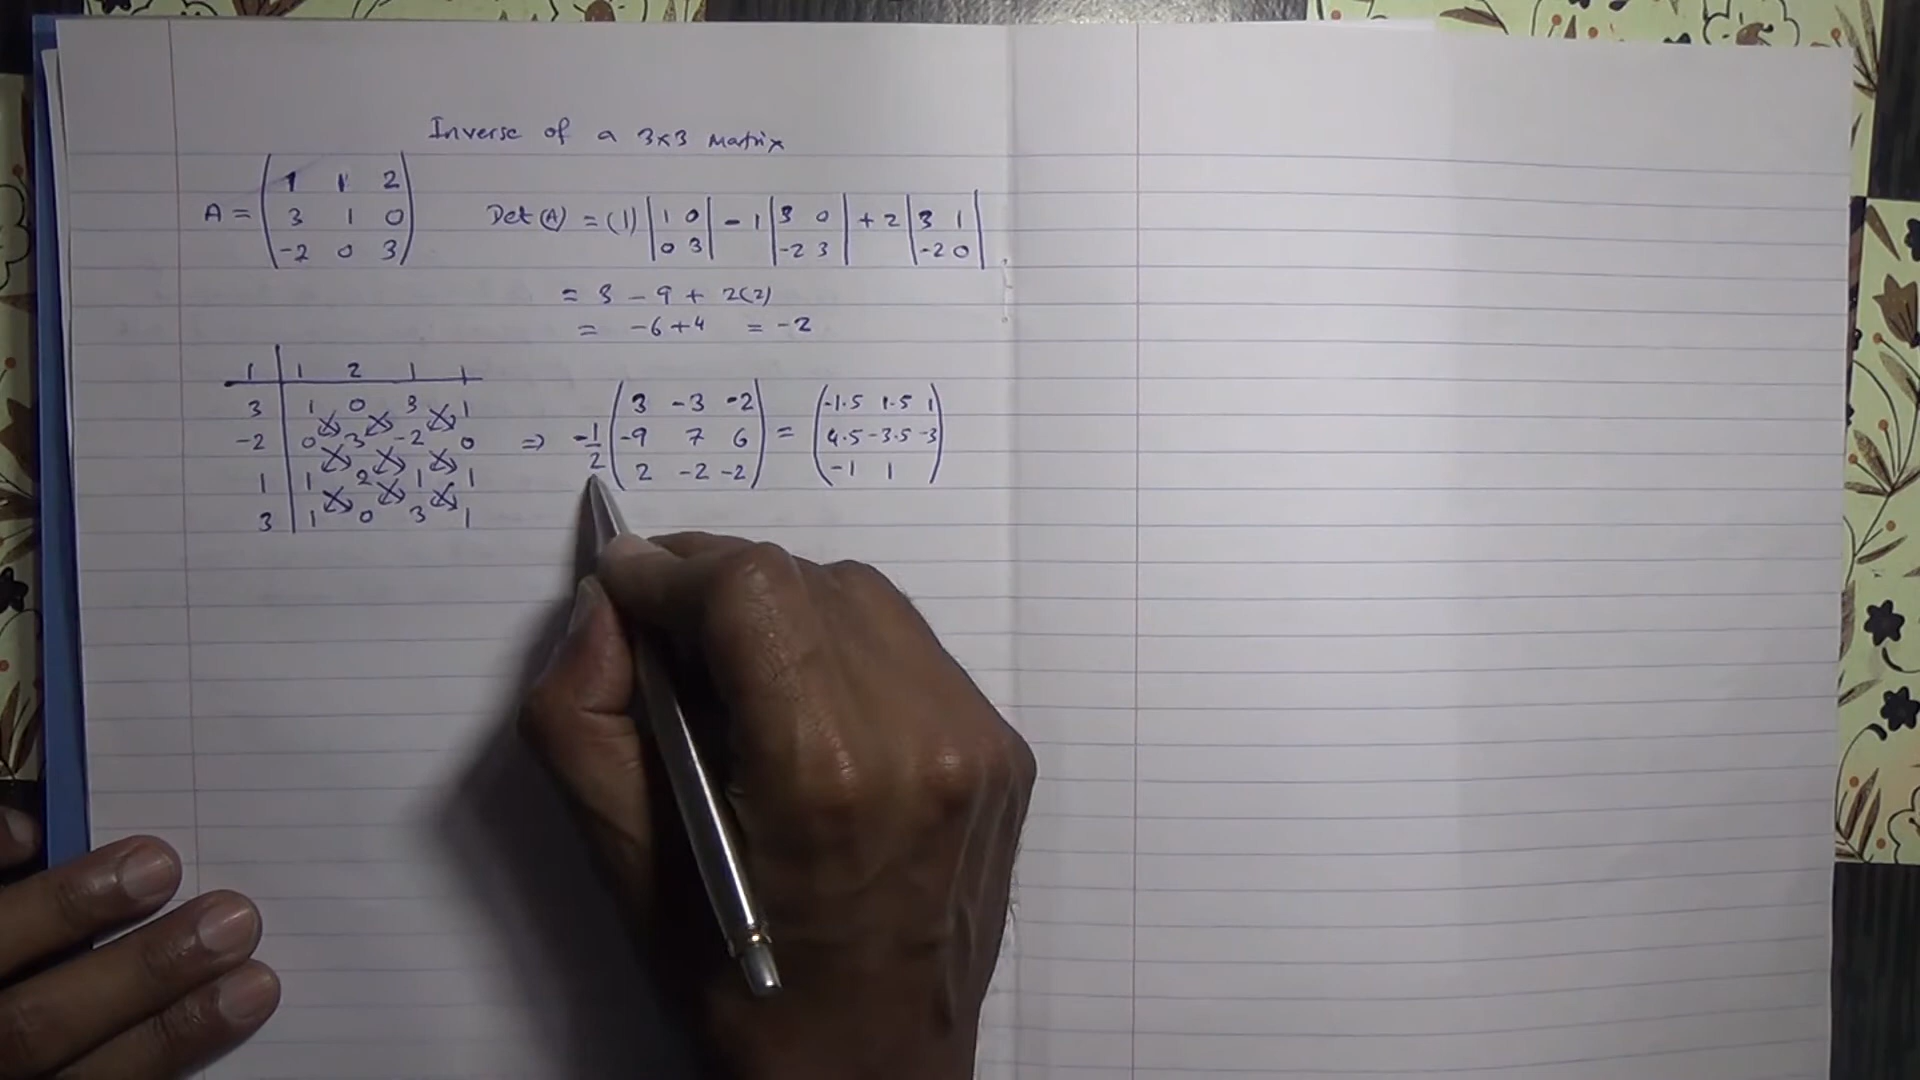 Inverse of a 3x3 Matrix
1 1 2
A = 3 1 0 Det (A) = (1) |1 0| - 1 |3 0| + 2 |3 1|
-2 0 3 |0 3| |-2 3| |-2 0|
= 3 - 9 + 2(2)
= -6+4 = -2
1 1 2 1 1
3 1 0 3 1 3 -3 -2 -1.5 1.5 1
-2 0 3 -2 0 ⇒ -1/2 -9 7 6 = 4.5 -3.5 -3
1 1 2 1 1 2 -2 -2 -1 1
3 1 0 3 1